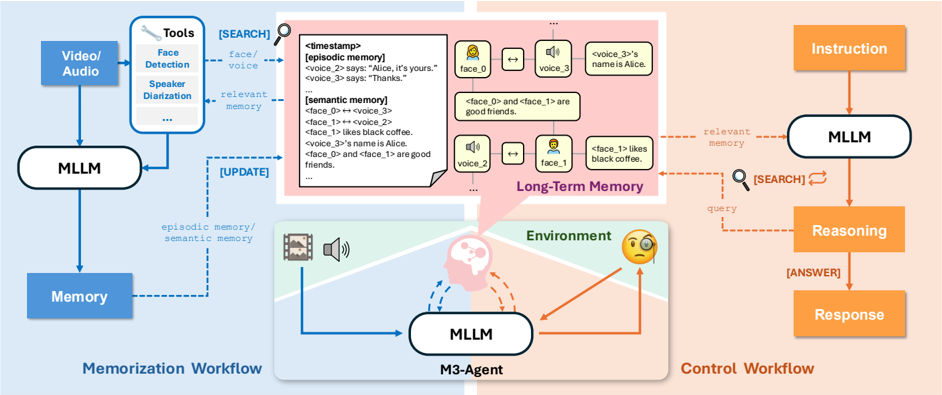 Video/
Audio
Tools
Face
Detection
Speaker
Diarization
...
MLLM
Memory
[SEARCH]
face/
voice
relevant
memory
[UPDATE]
episodic memory/
semantic memory
Memorization Workflow
<timestamp>
[episodic memory]
<voice_2> says: “Alice, it’s yours.”
<voice_3> says: “Thanks.”
...
[semantic memory]
<face_0> ↔ <voice_3>
<face_1> ↔ <voice_2>
<face_1> likes black coffee.
<voice_3>’s name is Alice.
<face_0> and <face_1> are good
friends.
...
...
face_0
↔
voice_3
<voice_3>’s
name is Alice.
<face_0> and <face_1> are
good friends.
voice_2
↔
face_1
<face_1> likes
black coffee.
...
Long-Term Memory
Environment
MLLM
M3-Agent
Instruction
MLLM
relevant
memory
[SEARCH]
query
Reasoning
[ANSWER]
Response
Control Workflow